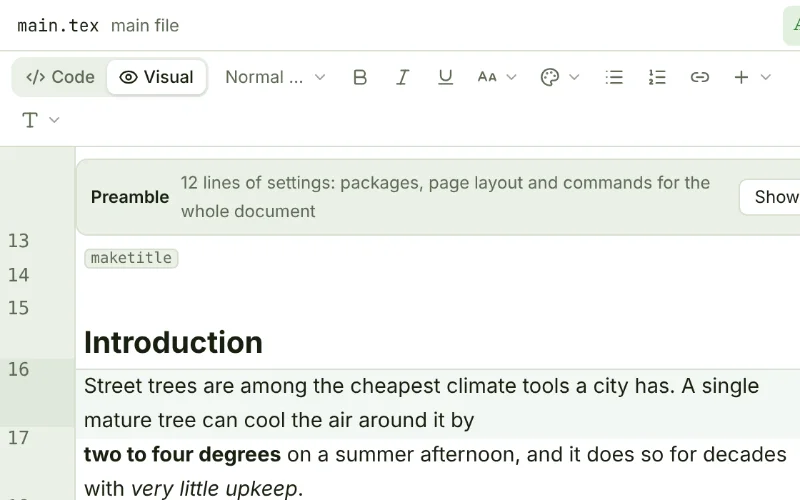 main.tex main file
Code Visual Normal ... B I U AA
T
Preamble 12 lines of settings: packages, page layout and commands for the whole document Show
13
maketitle
14
15
Introduction
16
Street trees are among the cheapest climate tools a city has. A single
mature tree can cool the air around it by
17
two to four degrees on a summer afternoon, and it does so for decades
with very little upkeep.